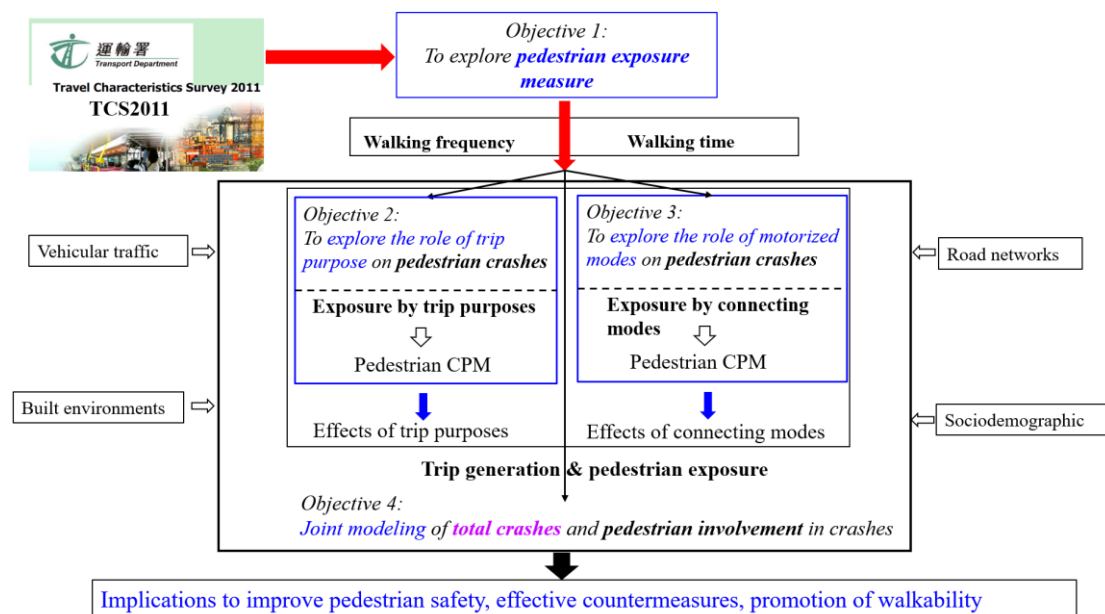 運輸署
Transport Department
Travel Characteristics Survey 2011
TCS2011
Objective 1:
To explore pedestrian exposure
measure
Walking frequency
Walking time
Objective 2:
To explore the role of trip
purpose on pedestrian crashes
Exposure by trip purposes
Pedestrian CPM
Effects of trip purposes
Objective 3:
To explore the role of motorized
modes on pedestrian crashes
Exposure by connecting
modes
Pedestrian CPM
Effects of connecting modes
Vehicular traffic
Built environments
Road networks
Sociodemographic
Trip generation & pedestrian exposure
Objective 4:
Joint modeling of total crashes and pedestrian involvement in crashes
Implications to improve pedestrian safety, effective countermeasures, promotion of walkability